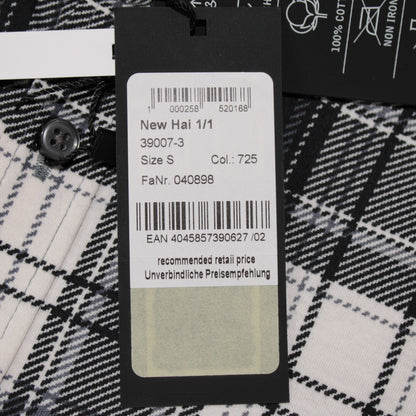 1 000258 520168
New Hai 1/1
39007-3
Size S Col.: 725
FaNr. 040898
EAN 4045857390627 /02
recommended retail price
Unverbindliche Preisempfehlung
100% COTT
NON IRON